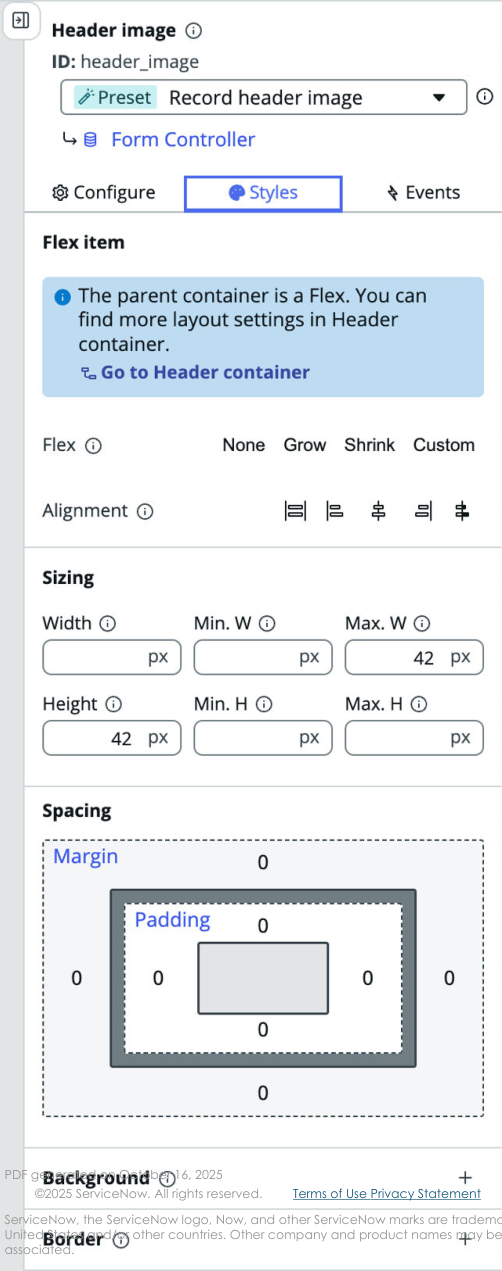 Header image
ID: header_image
Preset Record header image
Form Controller
Configure Styles Events
Flex item
The parent container is a Flex. You can
find more layout settings in Header
container.
Go to Header container
Flex None Grow Shrink Custom
Alignment
Sizing
Width Min. W Max. W
px px 42 px
Height Min. H Max. H
42 px px px
Spacing
Margin 0
Padding 0
0 0 0 0
0
0
PDF generated on October 16, 2025
Background
©2025 ServiceNow. All rights reserved. Terms of Use Privacy Statement
ServiceNow, the ServiceNow logo, Now, and other ServiceNow marks are
United States and/or other countries. Other company and product names may be
Border
associated.